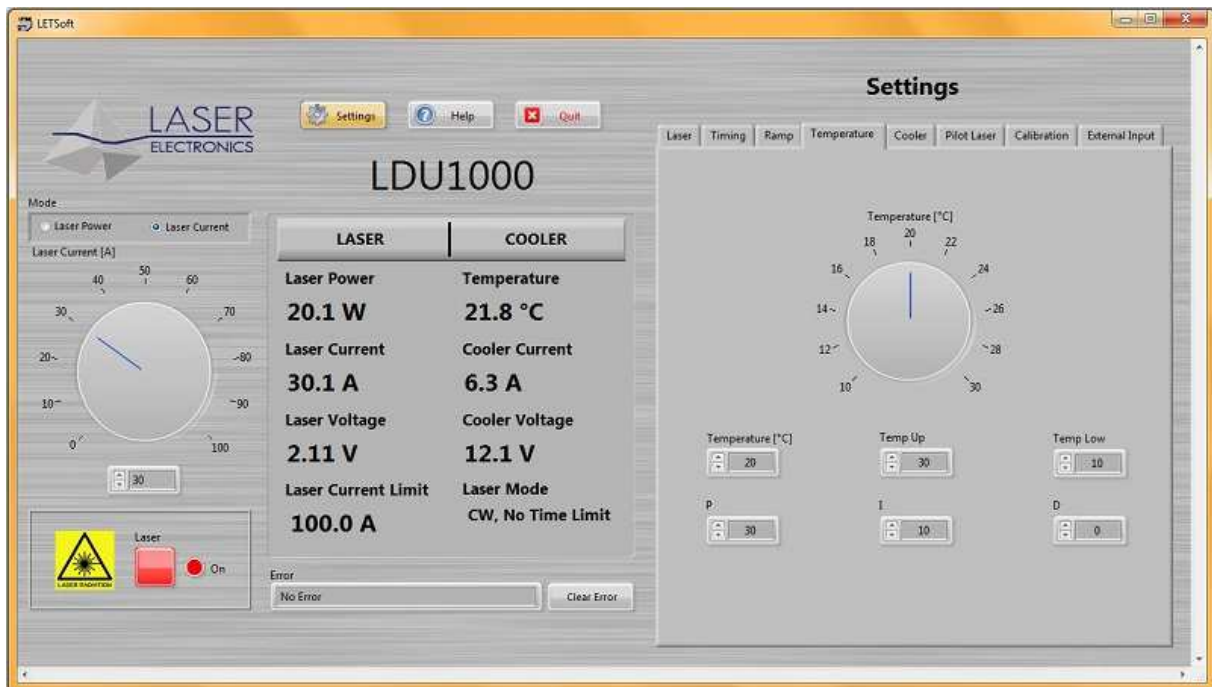 LETSoft
LASER
ELECTRONICS
Settings
Help
Quit
LDU1000
Mode
Laser Power
Laser Current
Laser Current [A]
0
10
20
30
40
50
60
70
80
90
100
30
LASER RADIATION
Laser
On
LASER
COOLER
Laser Power
Temperature
20.1 W
21.8 °C
Laser Current
Cooler Current
30.1 A
6.3 A
Laser Voltage
Cooler Voltage
2.11 V
12.1 V
Laser Current Limit
Laser Mode
100.0 A
CW, No Time Limit
Error
No Error
Clear Error
Settings
Laser
Timing
Ramp
Temperature
Cooler
Pilot Laser
Calibration
External Input
Temperature [°C]
10
12
14
16
18
20
22
24
26
28
30
Temperature [°C]
Temp Up
Temp Low
20
30
10
P
I
D
30
10
0